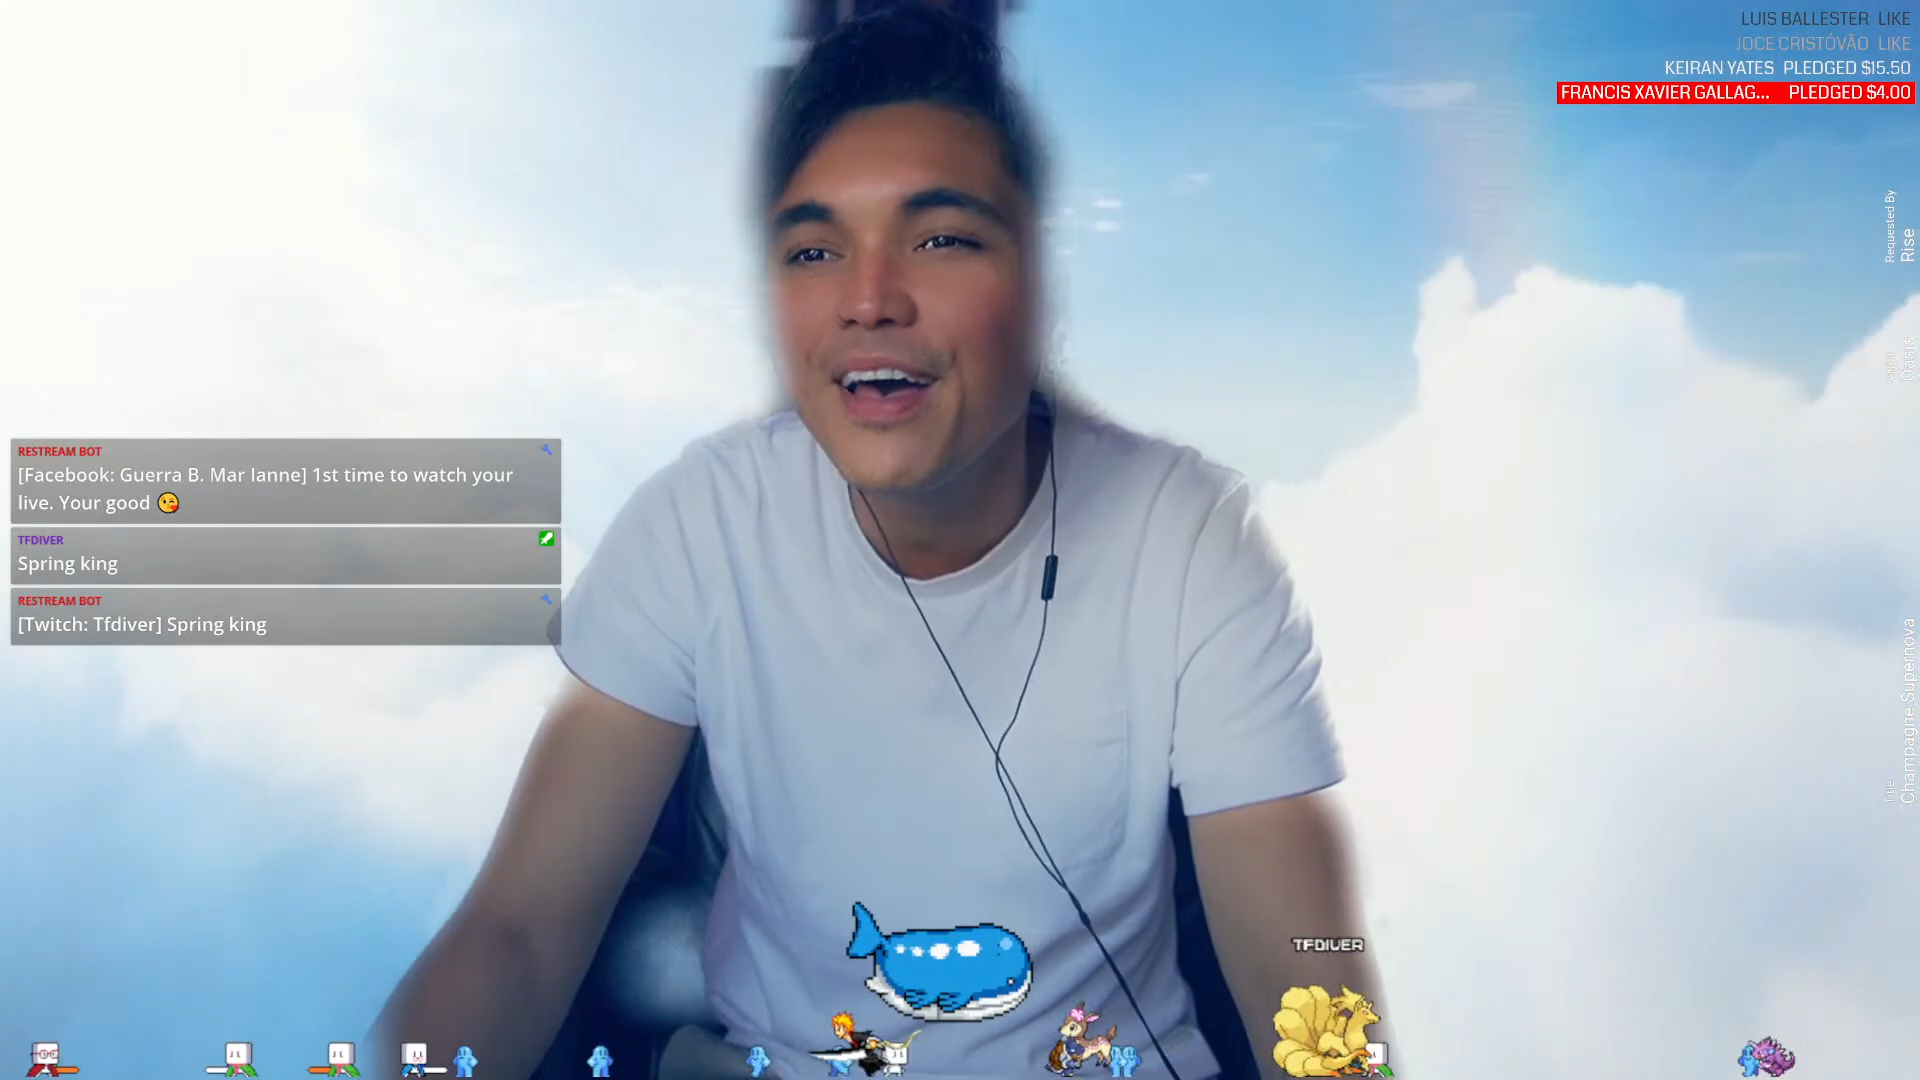 LUIS BALLESTER LIKE
JOCE CRISTÓVÃO LIKE
KEIRAN YATES PLEDGED $15.50
FRANCIS XAVIER GALLAG... PLEDGED $4.00
Requested By
Rise
Artist
Oasis
Title
Champagne Supernova
RESTREAM BOT
[Facebook: Guerra B. Mar Ianne] 1st time to watch your
live. Your good 😘
TFDIVER
Spring king
RESTREAM BOT
[Twitch: Tfdiver] Spring king
TFDIVER